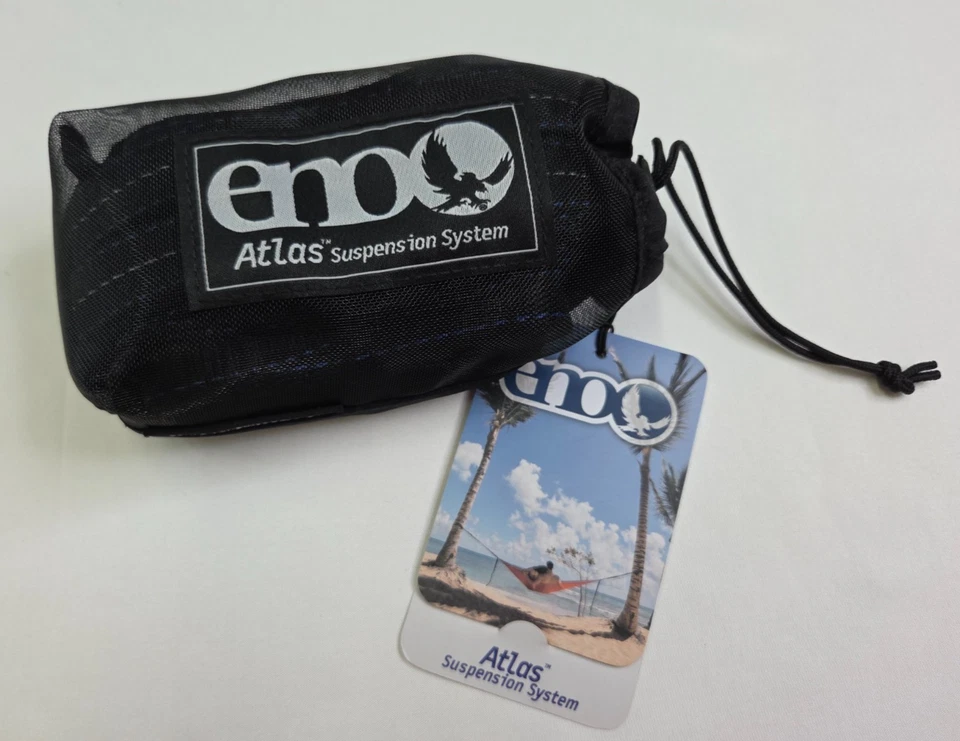 eno
Atlas™ Suspension System
eno
Atlas™
Suspension System